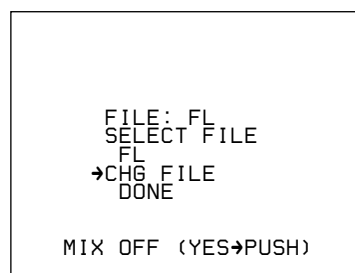 FILE: FL
SELECT FILE
FL
→CHG FILE
DONE
MIX OFF (YES→PUSH)